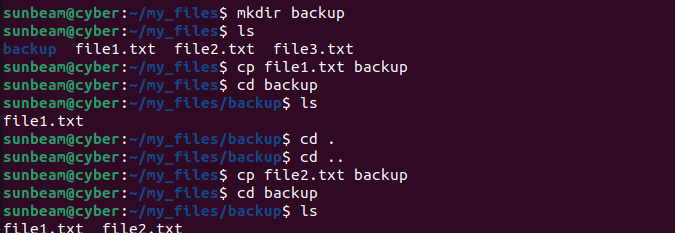 sunbeam@cyber:~/my_files$ mkdir backup
sunbeam@cyber:~/my_files$ ls
backup  file1.txt  file2.txt  file3.txt
sunbeam@cyber:~/my_files$ cp file1.txt backup
sunbeam@cyber:~/my_files$ cd backup
sunbeam@cyber:~/my_files/backup$ ls
file1.txt
sunbeam@cyber:~/my_files/backup$ cd .
sunbeam@cyber:~/my_files/backup$ cd ..
sunbeam@cyber:~/my_files$ cp file2.txt backup
sunbeam@cyber:~/my_files$ cd backup
sunbeam@cyber:~/my_files/backup$ ls
file1.txt  file2.txt